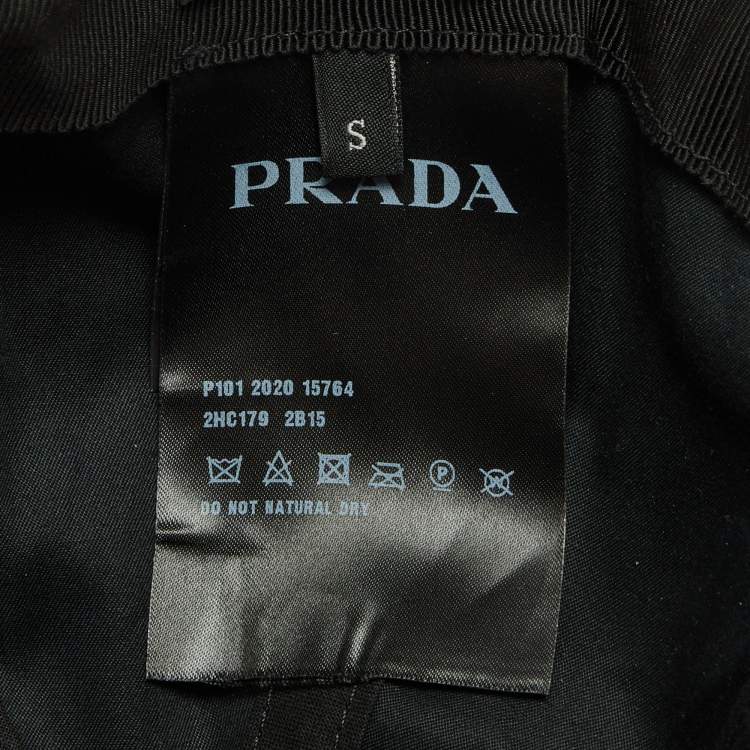 S
PRADA
P101 2020 15764
2HC179 2B15
P W
DO NOT NATURAL DRY